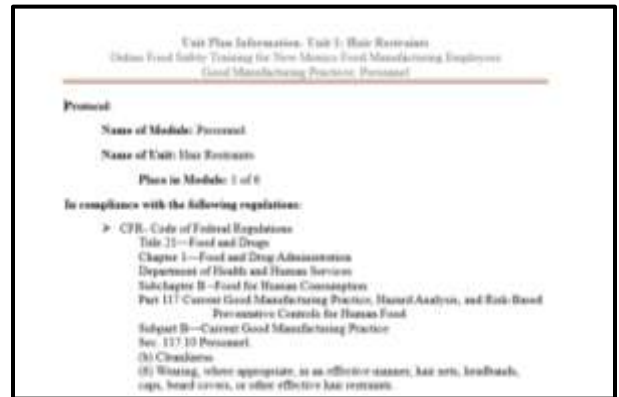 Unit Plan Information- Unit 1: Hair Restraints
Online Food Safety Training for New Mexico Food Manufacturing Employees
Good Manufacturing Practices: Personnel
Protocol
Name of Module: Personnel
Name of Unit: Hair Restraints
Place in Module: 1 of 6
In compliance with the following regulations:
➢ CFR- Code of Federal Regulations
Title 21—Food and Drugs
Chapter 1—Food and Drug Administration
Department of Health and Human Services
Subchapter B—Food for Human Consumption
Part 117 Current Good Manufacturing Practice, Hazard Analysis, and Risk-Based
Preventative Controls for Human Food
Subpart B—Current Good Manufacturing Practice
Sec. 117.10 Personnel.
(b) Cleanliness
(6) Wearing, where appropriate, in an effective manner, hair nets, headbands,
caps, beard covers, or other effective hair restraints.